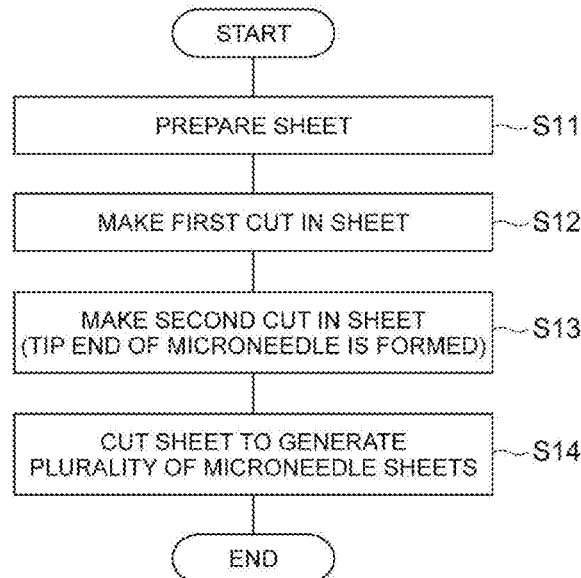 START
PREPARE SHEET
S11
MAKE FIRST CUT IN SHEET
S12
MAKE SECOND CUT IN SHEET
(TIP END OF MICRONEEDLE IS FORMED)
S13
CUT SHEET TO GENERATE
PLURALITY OF MICRONEEDLE SHEETS
S14
END